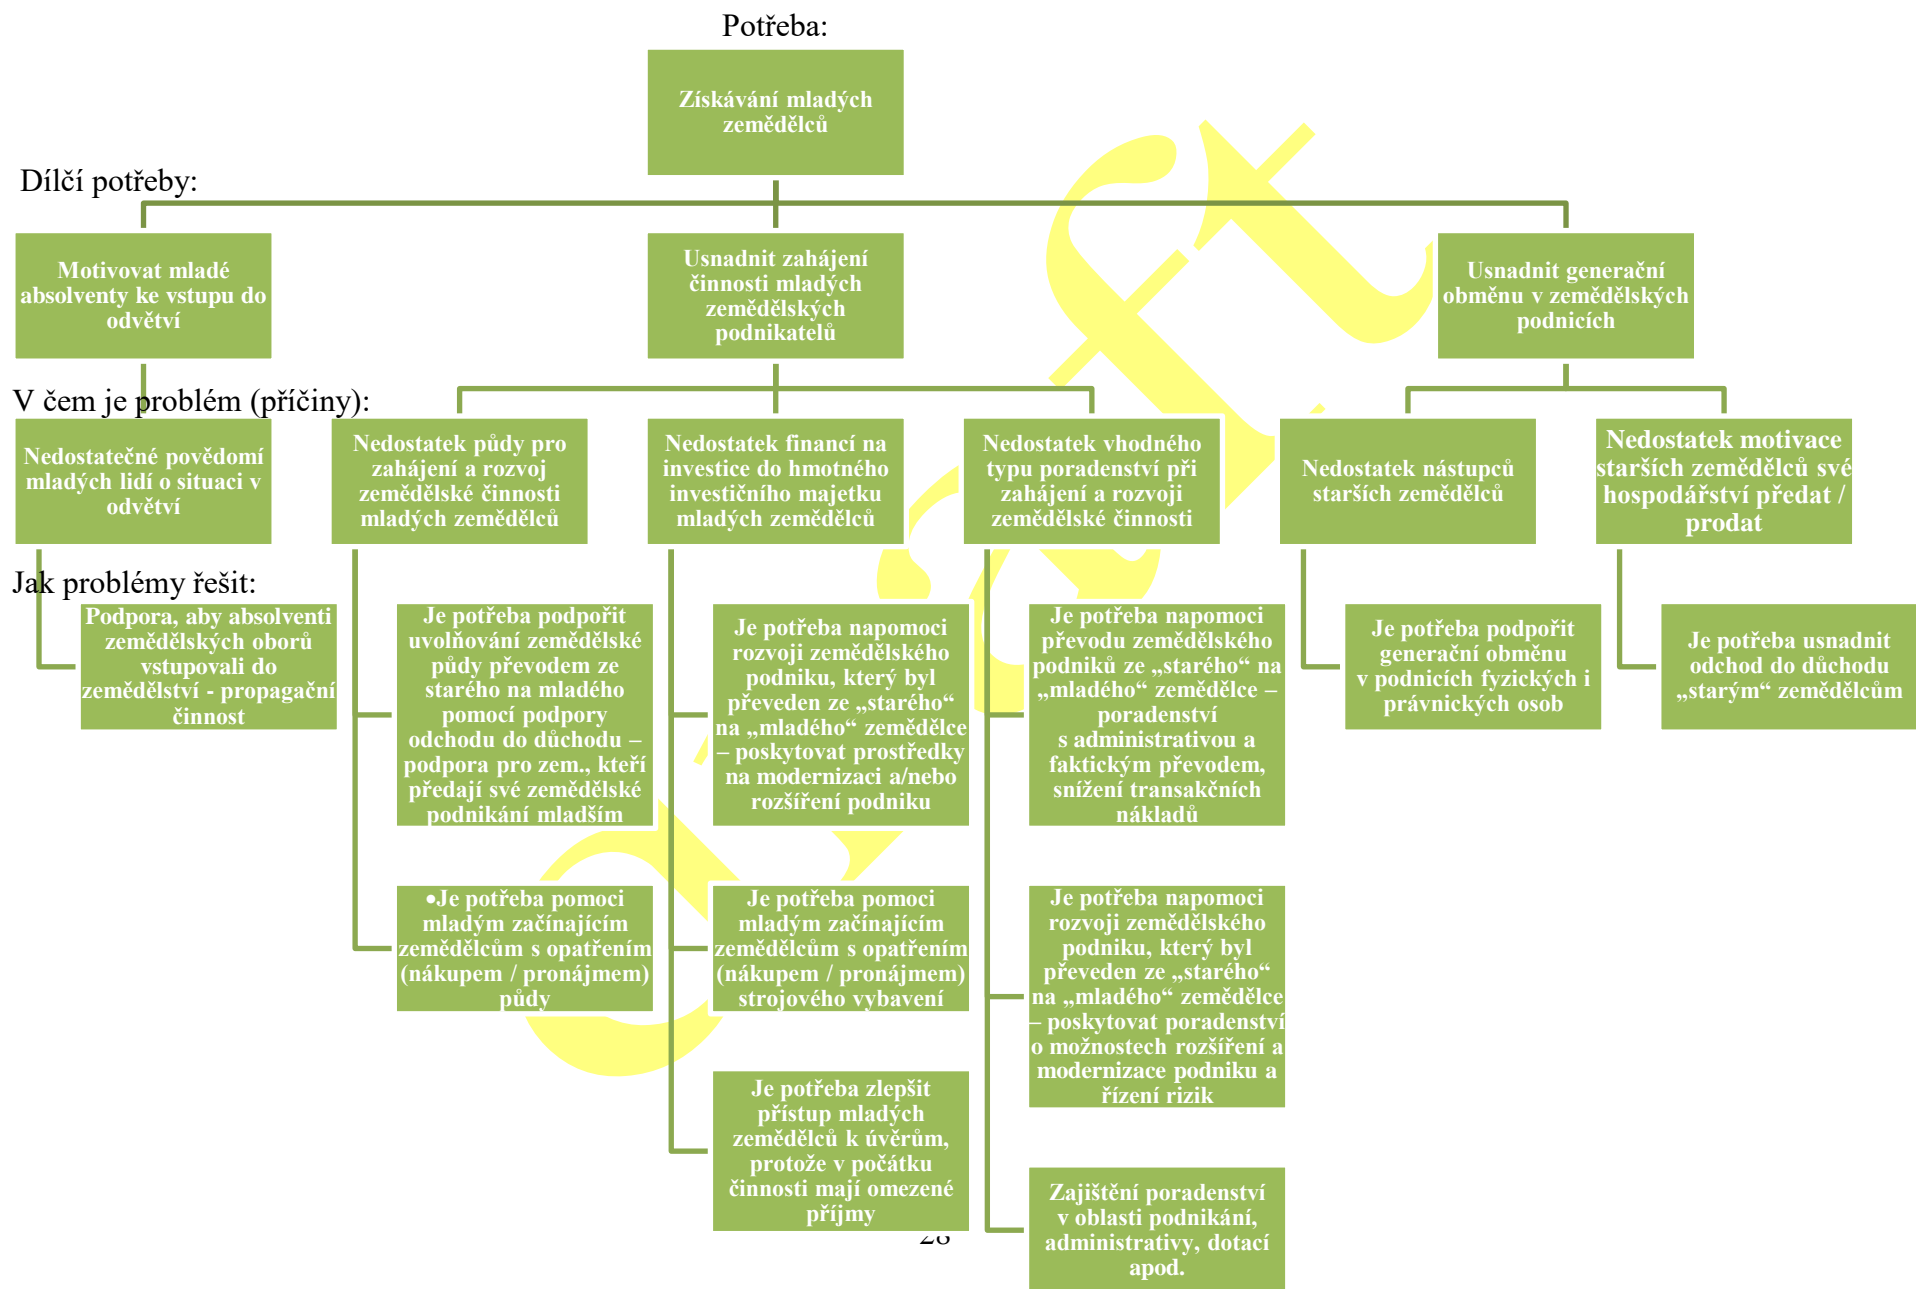 Potřeba:
Získávání mladých
zemědělců
Dílčí potřeby:
Motivovat mladé
absolventy ke vstupu do
odvětví
Usnadnit zahájení
činnosti mladých
zemědělských
podnikatelů
Usnadnit generační
obměnu v zemědělských
podnicích
V čem je problém (příčiny):
Nedostatečné povědomí
mladých lidí o situaci v
odvětví
Nedostatek půdy pro
zahájení a rozvoj
zemědělské činnosti
mladých zemědělců
Nedostatek financí na
investice do hmotného
investičního majetku
mladých zemědělců
Nedostatek vhodného
typu poradenství při
zahájení a rozvoji
zemědělské činnosti
Nedostatek nástupců
starších zemědělců
Nedostatek motivace
starších zemědělců své
hospodářství předat /
prodat
Jak problémy řešit:
Podpora, aby absolventi
zemědělských oborů
vstupovali do
zemědělství - propagační
činnost
Je potřeba podpořit
uvolňování zemědělské
půdy převodem ze
starého na mladého
pomocí podpory
odchodu do důchodu –
podpora pro zem., kteří
předají své zemědělské
podnikání mladším
•Je potřeba pomoci
mladým začínajícím
zemědělcům s opatřením
(nákupem / pronájmem)
půdy
Je potřeba napomoci
rozvoji zemědělského
podniku, který byl
převeden ze „starého“
na „mladého“ zemědělce
– poskytovat prostředky
na modernizaci a/nebo
rozšíření podniku
Je potřeba pomoci
mladým začínajícím
zemědělcům s opatřením
(nákupem / pronájmem)
strojového vybavení
Je potřeba zlepšit
přístup mladých
zemědělců k úvěrům,
protože v počátku
činnosti mají omezené
příjmy
Je potřeba napomoci
převodu zemědělského
podniků ze „starého“ na
„mladého“ zemědělce –
poradenství
s administrativou a
faktickým převodem,
snížení transakčních
nákladů
Je potřeba napomoci
rozvoji zemědělského
podniku, který byl
převeden ze „starého“
na „mladého“ zemědělce
– poskytovat poradenství
o možnostech rozšíření a
modernizace podniku a
řízení rizik
Zajištění poradenství
v oblasti podnikání,
administrativy, dotací
apod.
Je potřeba podpořit
generační obměnu
v podnicích fyzických i
právnických osob
Je potřeba usnadnit
odchod do důchodu
„starým“ zemědělcům
28